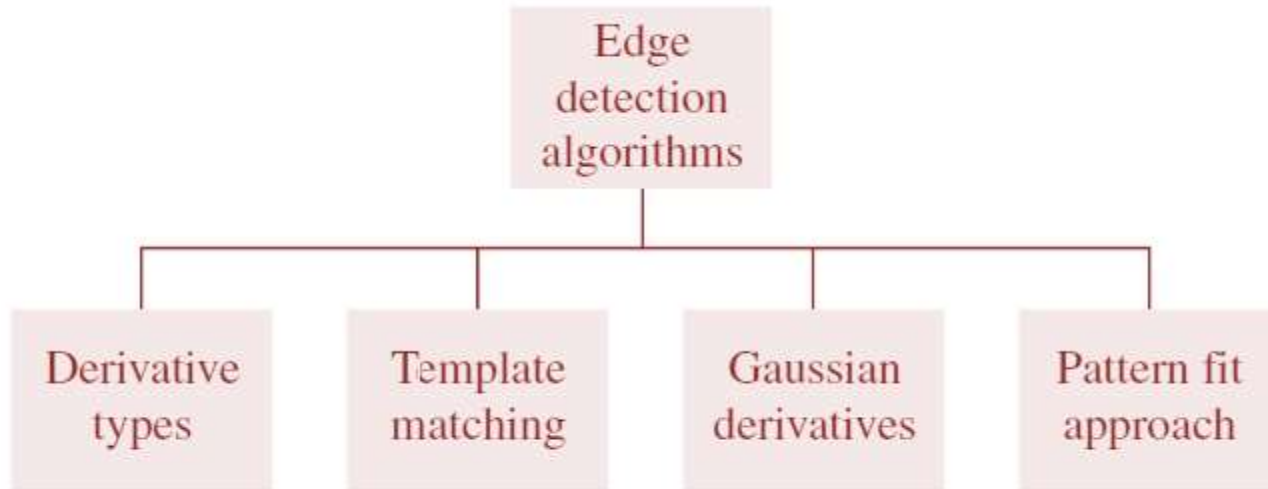 Edge
detection
algorithms
Derivative
types
Template
matching
Gaussian
derivatives
Pattern fit
approach